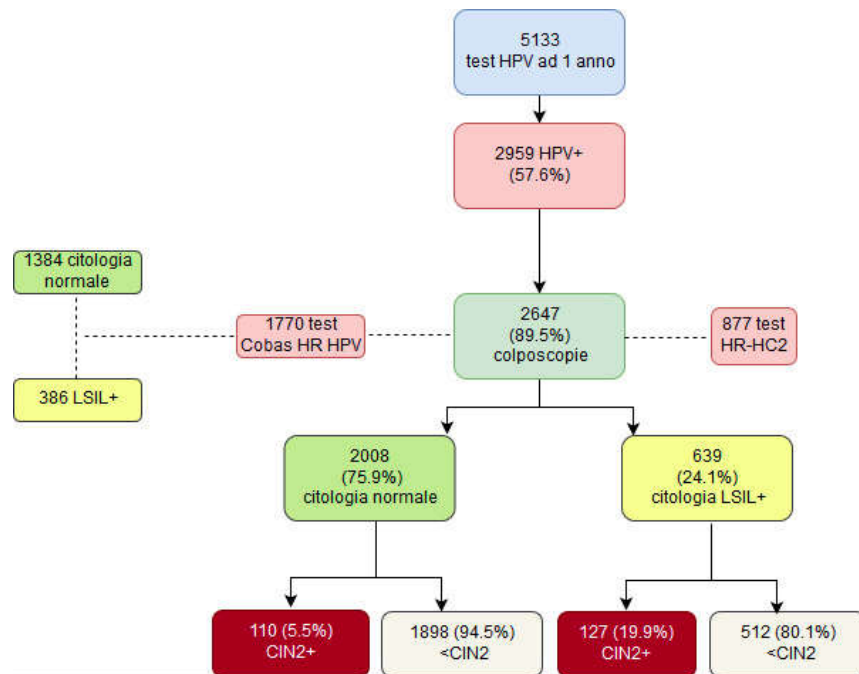 5133
test HPV ad 1 anno
2959 HPV+
(57.6%)
1384 citologia
normale
1770 test
Cobas HR HPV
2647
(89.5%)
colposcopie
877 test
HR-HC2
386 LSIL+
2008
(75.9%)
citologia normale
639
(24.1%)
citologia LSIL+
110 (5.5%)
CIN2+
1898 (94.5%)
<CIN2
127 (19.9%)
CIN2+
512 (80.1%)
<CIN2